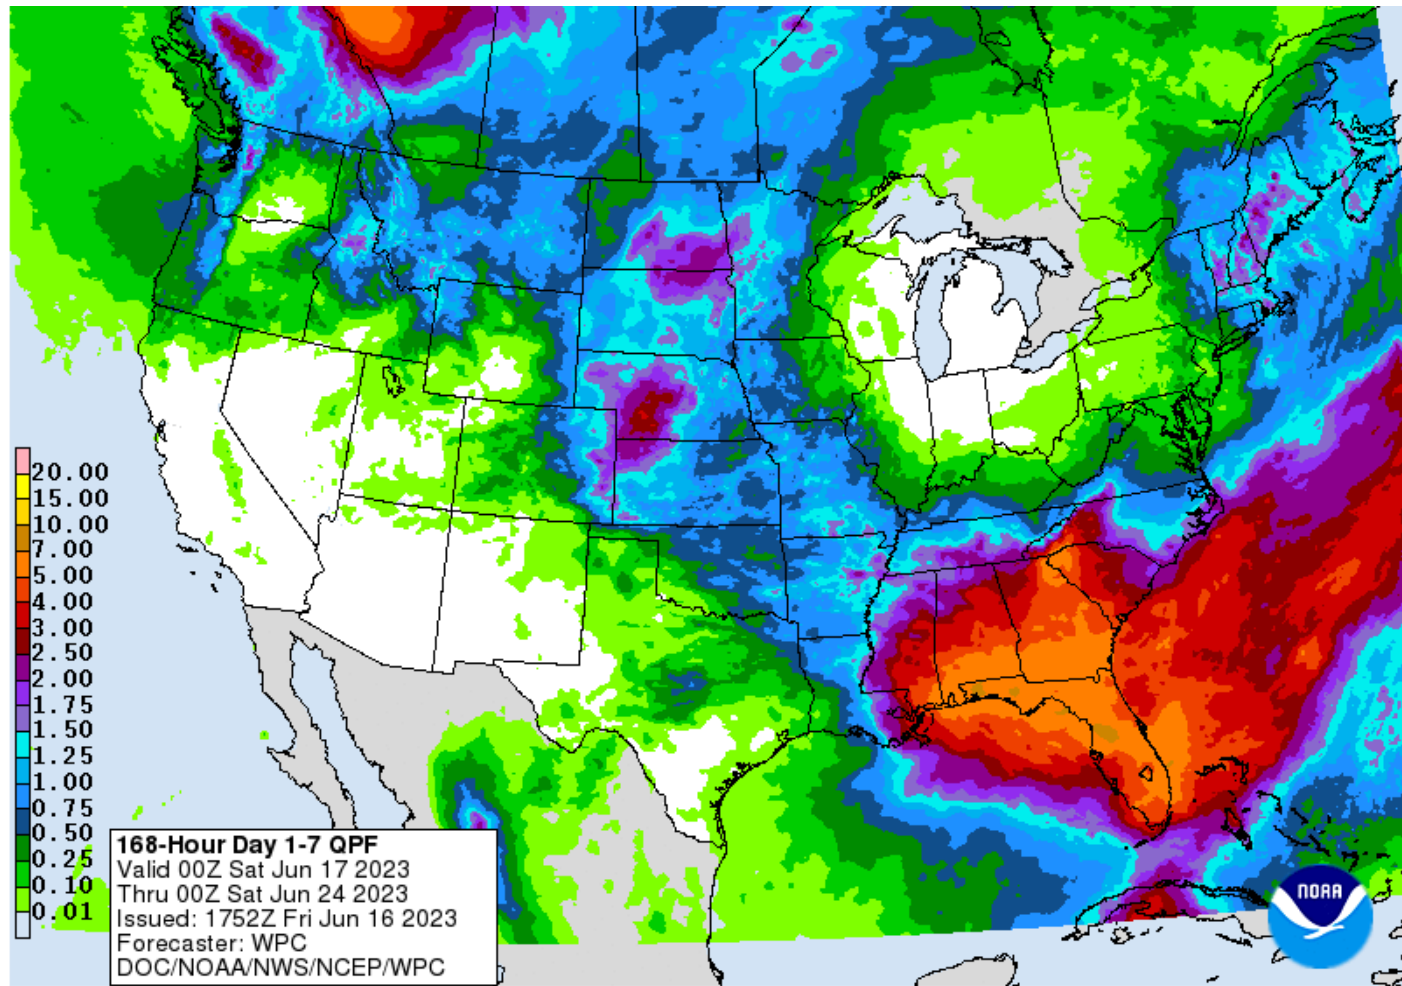 20.00
15.00
10.00
7.00
5.00
4.00
3.00
2.50
2.00
1.75
1.50
1.25
1.00
0.75
0.50
0.25
0.10
0.01
168-Hour Day 1-7 QPF
Valid 00Z Sat Jun 17 2023
Thru 00Z Sat Jun 24 2023
Issued: 1752Z Fri Jun 16 2023
Forecaster: WPC
DOC/NOAA/NWS/NCEP/WPC
NOAA